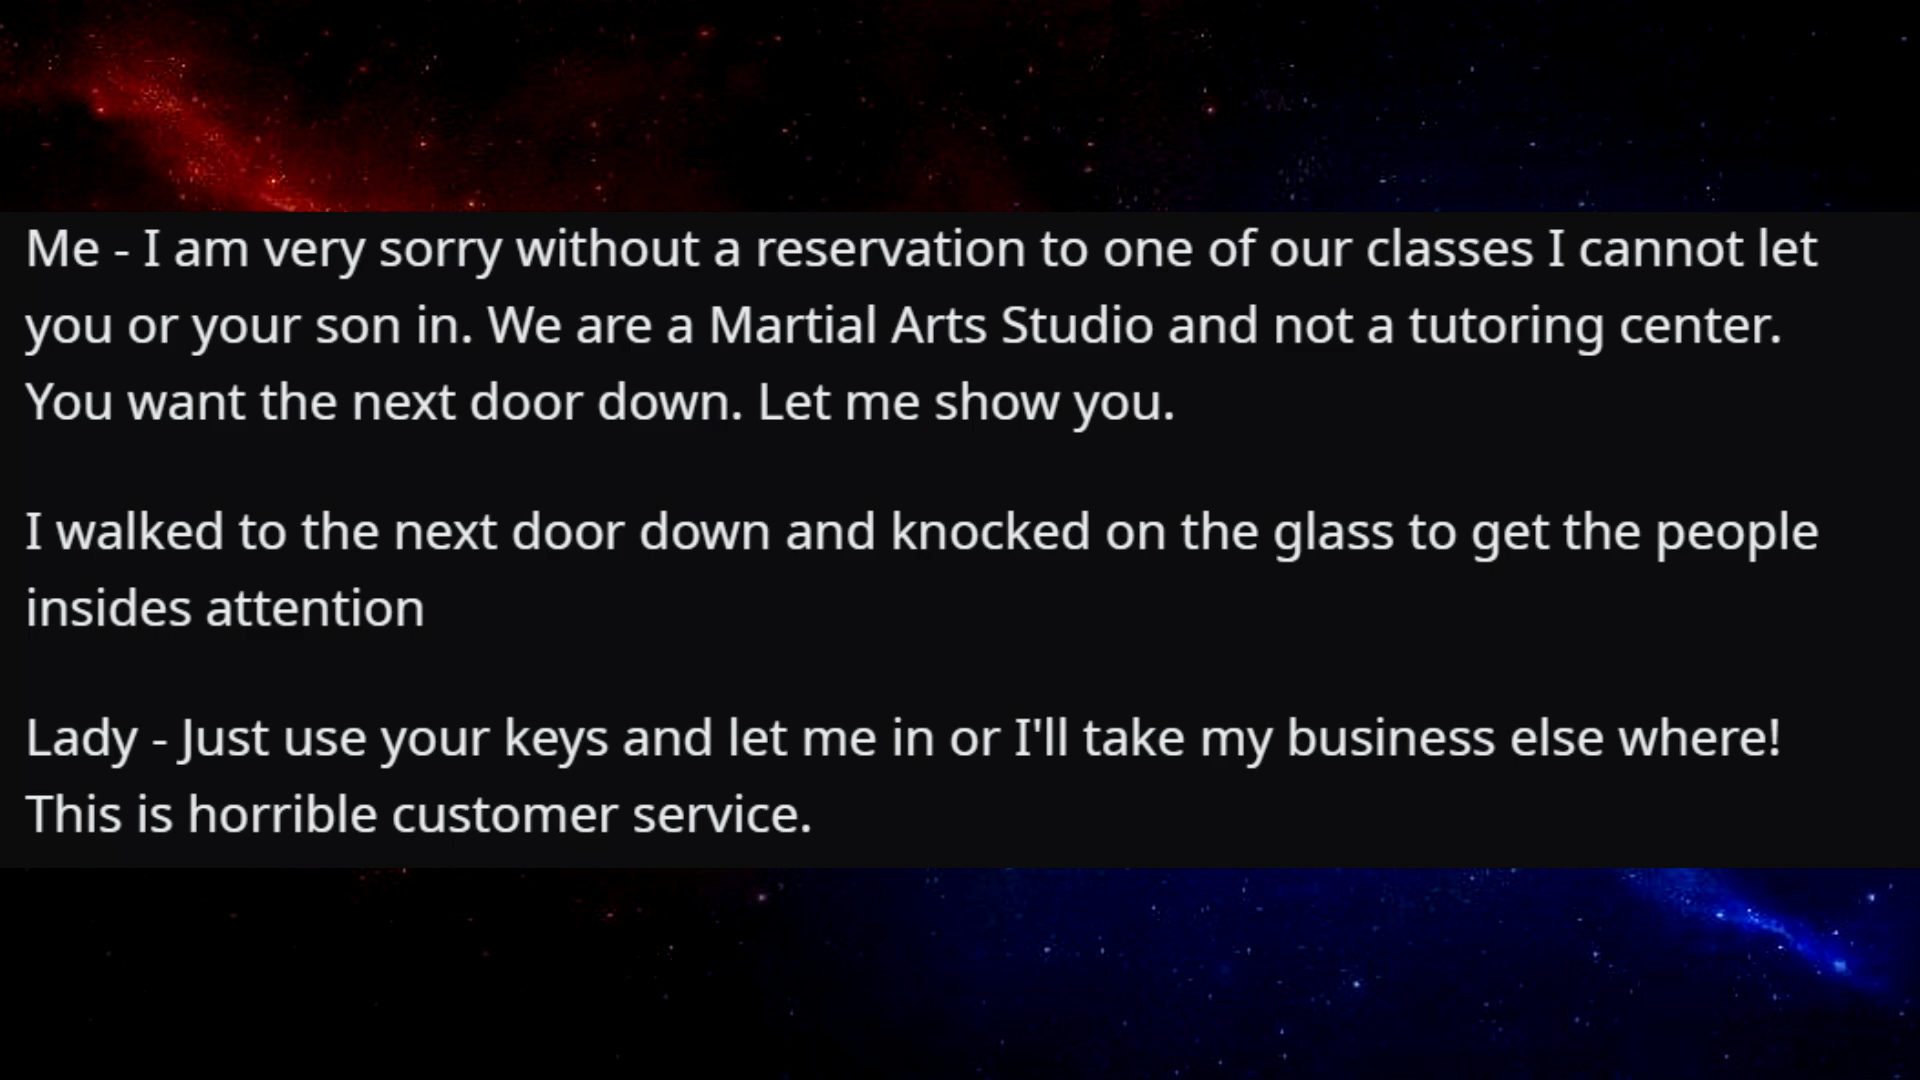 Me - I am very sorry without a reservation to one of our classes I cannot let
you or your son in. We are a Martial Arts Studio and not a tutoring center.
You want the next door down. Let me show you.
I walked to the next door down and knocked on the glass to get the people
insides attention
Lady - Just use your keys and let me in or I'll take my business else where!
This is horrible customer service.